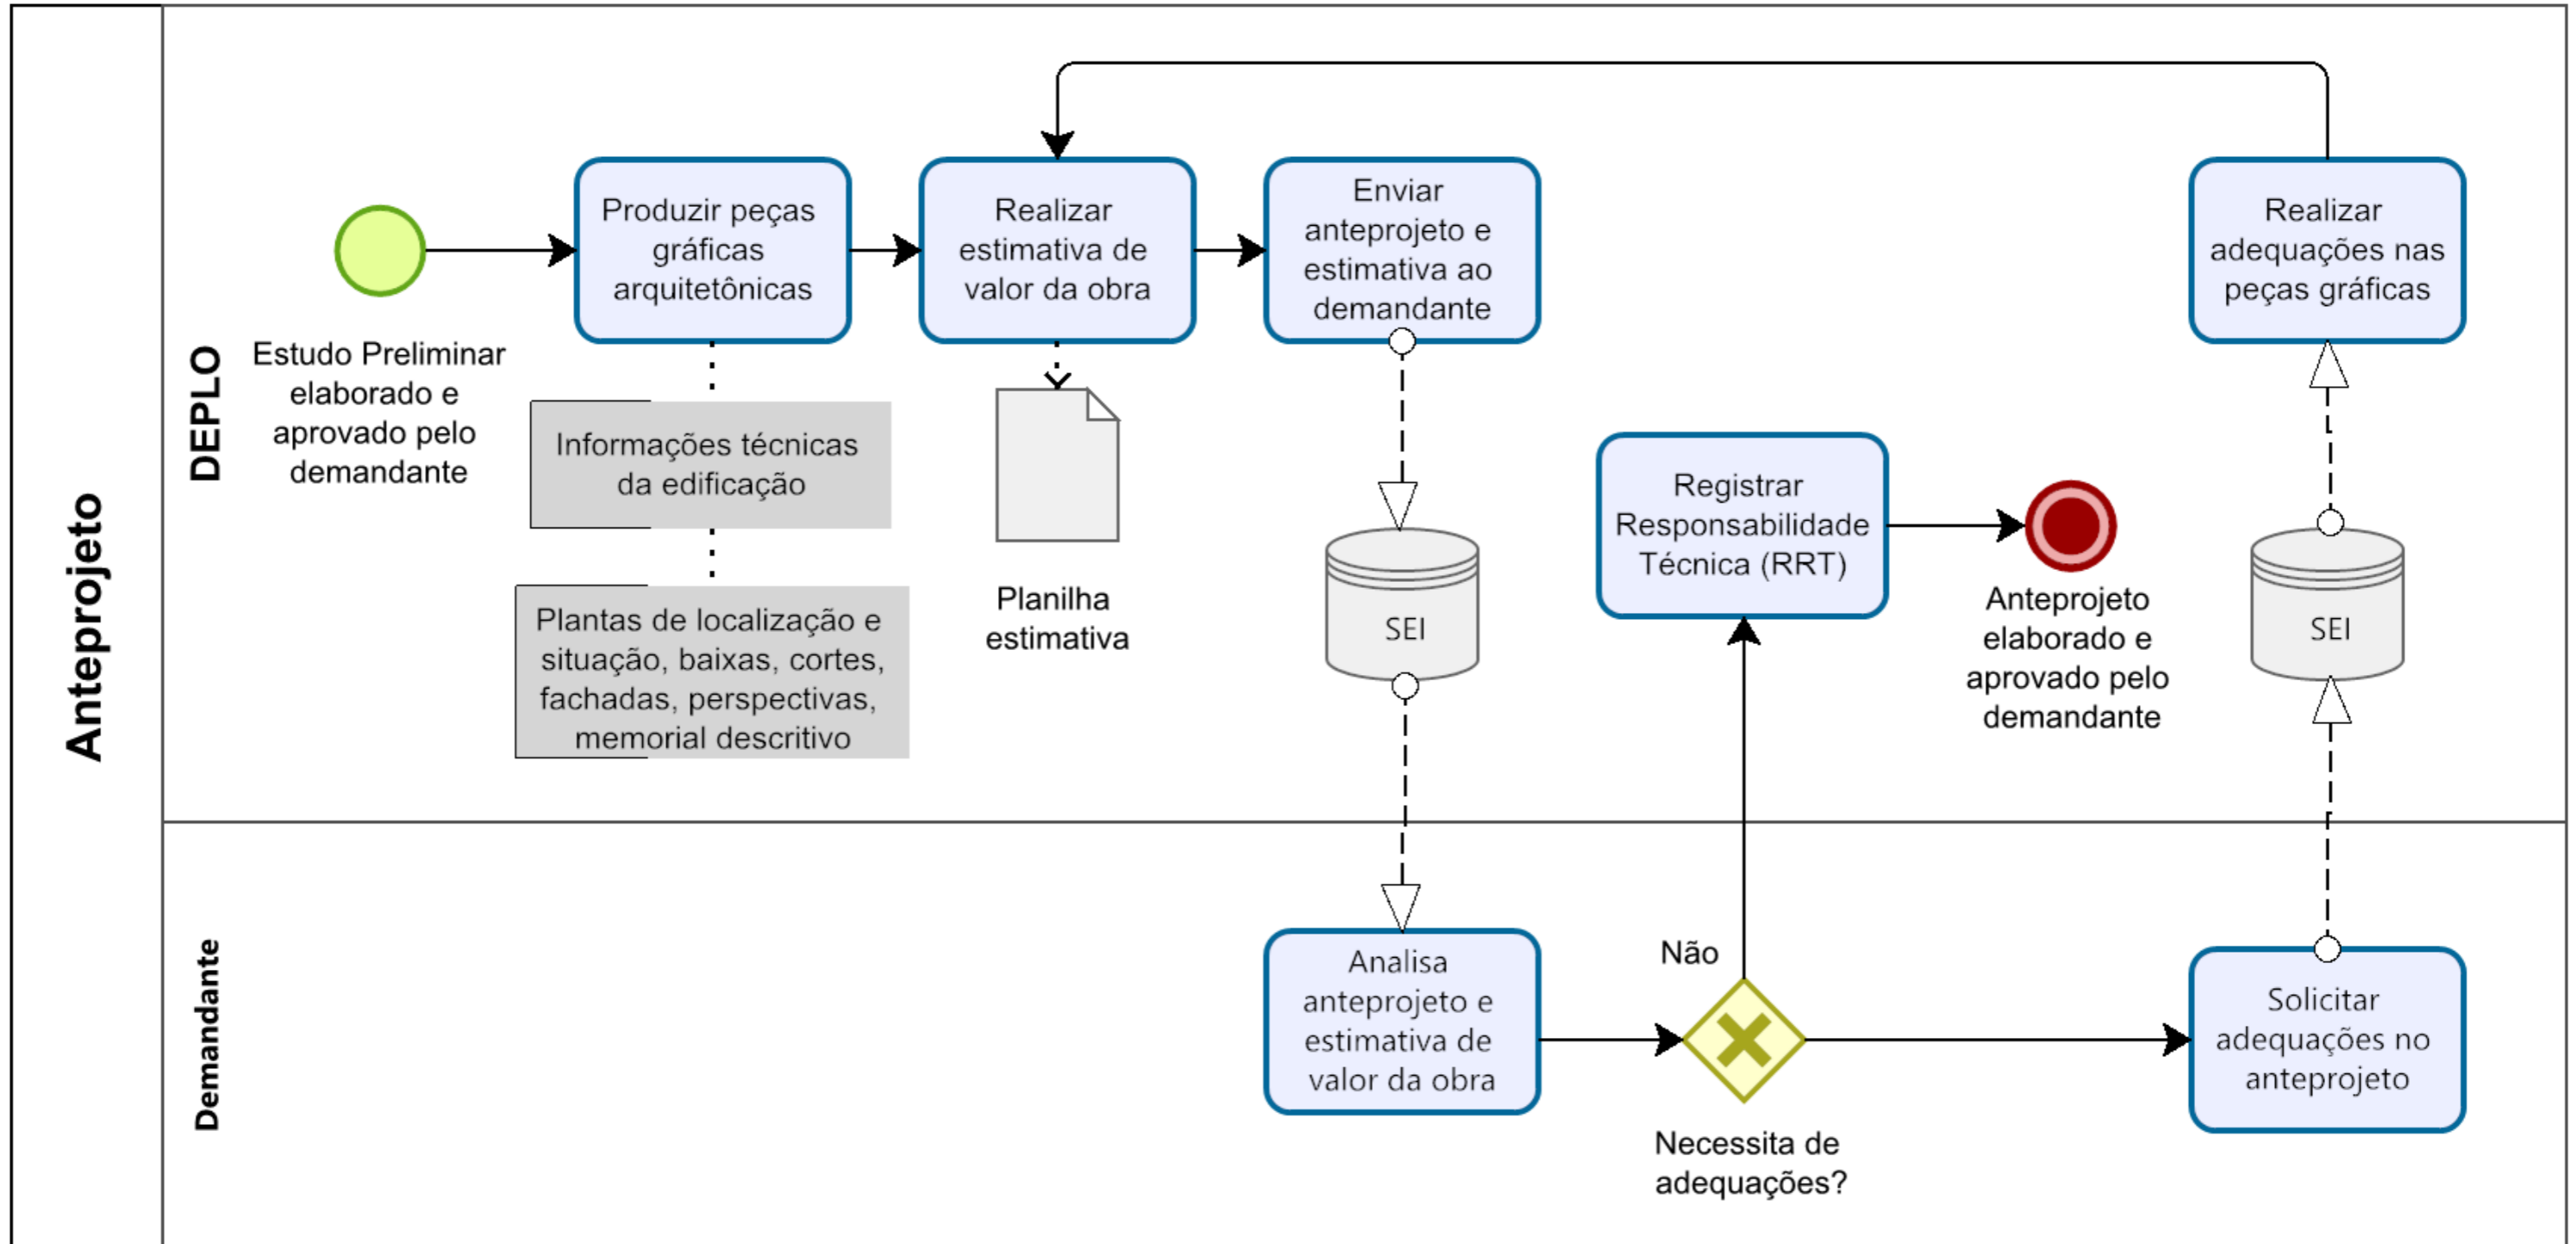 Anteprojeto
DEPLO
Estudo Preliminar
elaborado e
aprovado pelo
demandante
Produzir peças
gráficas
arquitetônicas
Informações técnicas
da edificação
Plantas de localização e
situação, baixas, cortes,
fachadas, perspectivas,
memorial descritivo
Realizar
estimativa de
valor da obra
Planilha
estimativa
Enviar
anteprojeto e
estimativa ao
demandante
SEI
Registrar
Responsabilidade
Técnica (RRT)
Anteprojeto
elaborado e
aprovado pelo
demandante
Realizar
adequações nas
peças gráficas
SEI
Demandante
Analisa
anteprojeto e
estimativa de
valor da obra
Não
Necessita de
adequações?
Solicitar
adequações no
anteprojeto